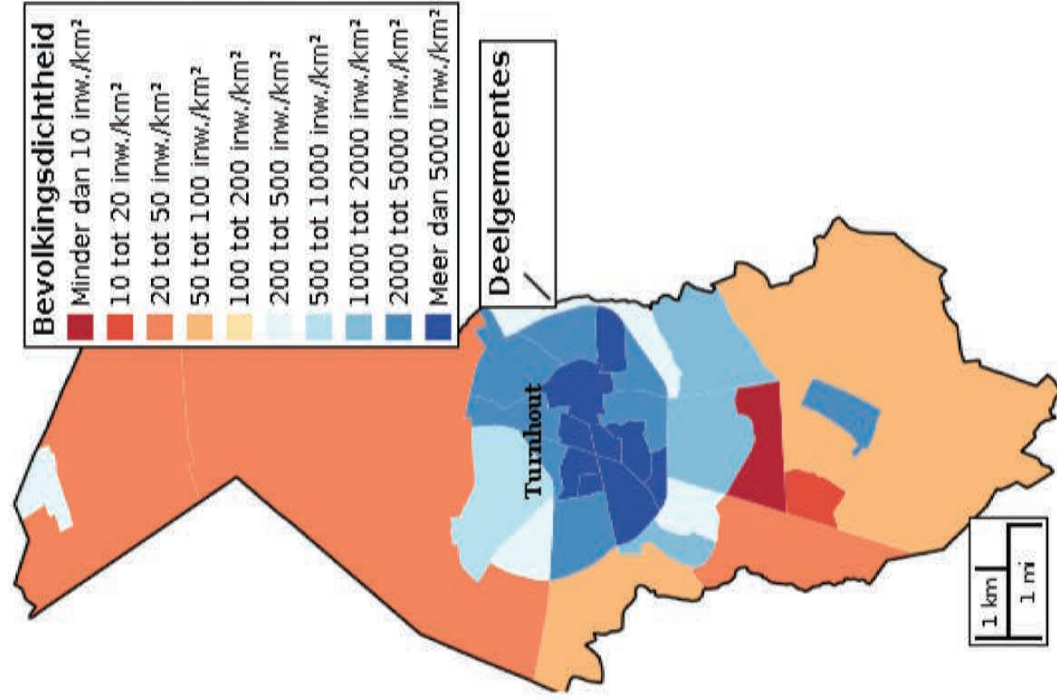 Bevolkingsdichtheid
Minder dan 10 inw./km²
10 tot 20 inw./km²
20 tot 50 inw./km²
50 tot 100 inw./km²
100 tot 200 inw./km²
200 tot 500 inw./km²
500 tot 1000 inw./km²
1000 tot 2000 inw./km²
2000 tot 5000 inw./km²
Meer dan 5000 inw./km²
Deelgemeentes
Turnhout
1 km
1 mi